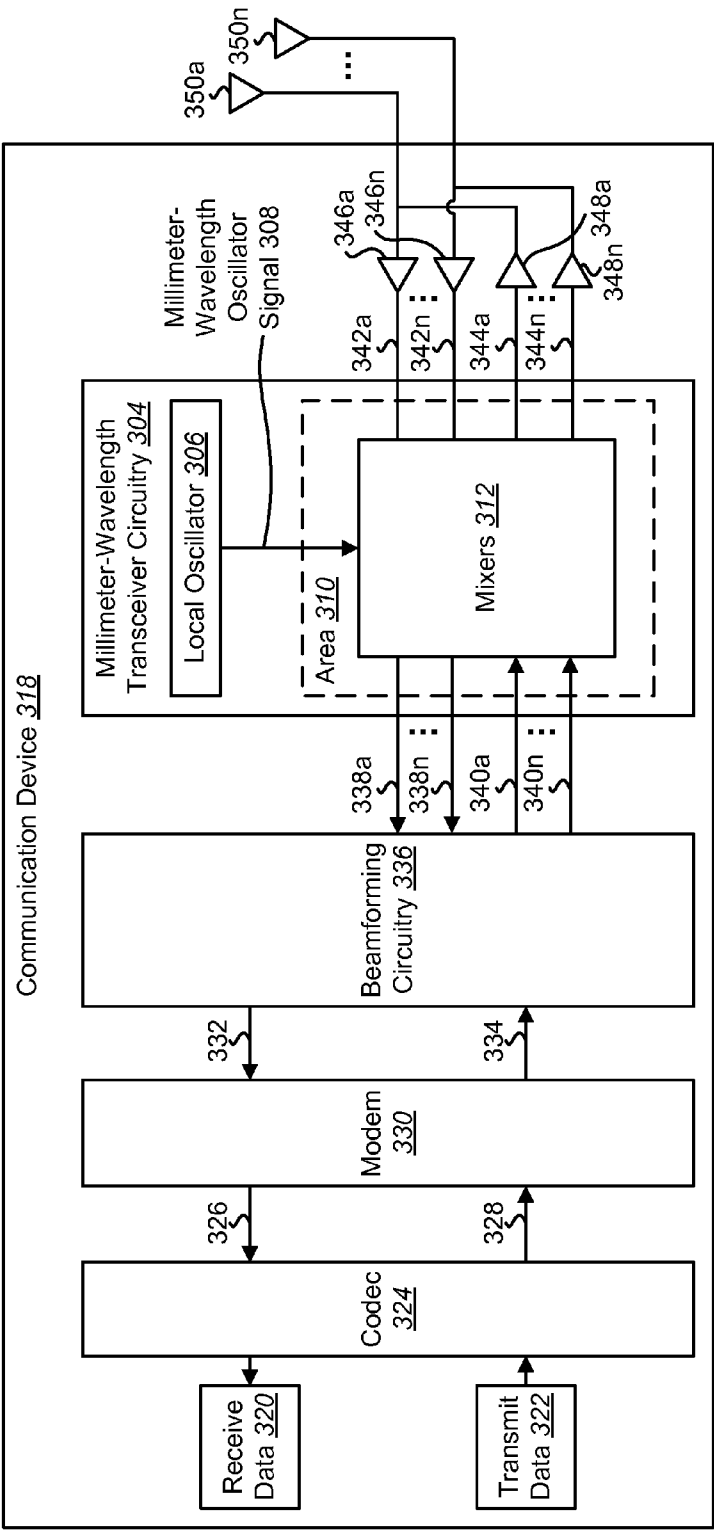 Communication Device 318
Receive
Data 320
Transmit
Data 322
Codec
324
326
328
Modem
330
332
334
Beamforming
Circuitry 336
338a
338n
340a
340n
Millimeter-Wavelength
Transceiver Circuitry 304
Local Oscillator 306
Area 310
Mixers 312
Millimeter-
Wavelength
Oscillator
Signal 308
342a
342n
344a
344n
346a
346n
348a
348n
350a
350n